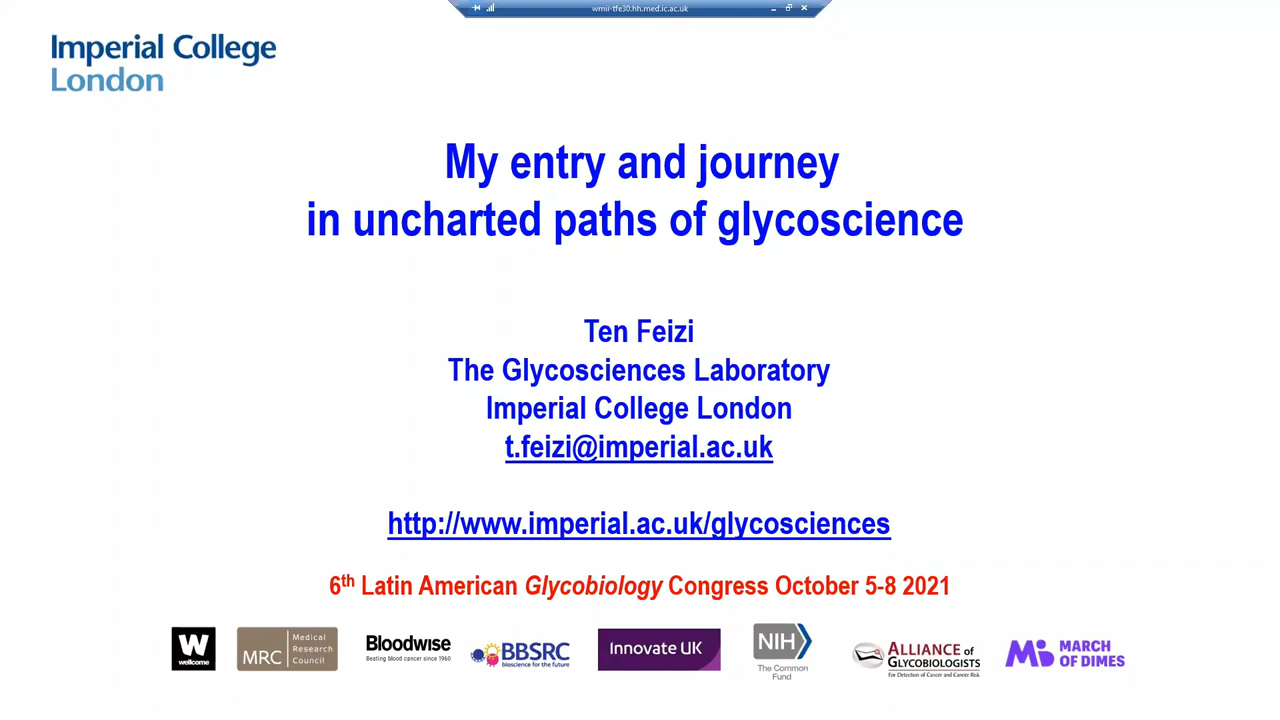 wmii-tfe30.hh.med.ic.ac.uk
Imperial College
London
My entry and journey
in uncharted paths of glycoscience
Ten Feizi
The Glycosciences Laboratory
Imperial College London
t.feizi@imperial.ac.uk
http://www.imperial.ac.uk/glycosciences
6th Latin American Glycobiology Congress October 5-8 2021
W
wellcome
MRC
Medical
Research
Council
Bloodwise
Beating blood cancer since 1960
BBSRC
bioscience for the future
Innovate UK
NIH
The Common
Fund
ALLIANCE OF
GLYCOBIOLOGISTS
For Detection of Cancer and Cancer Risk
MARCH
OF DIMES